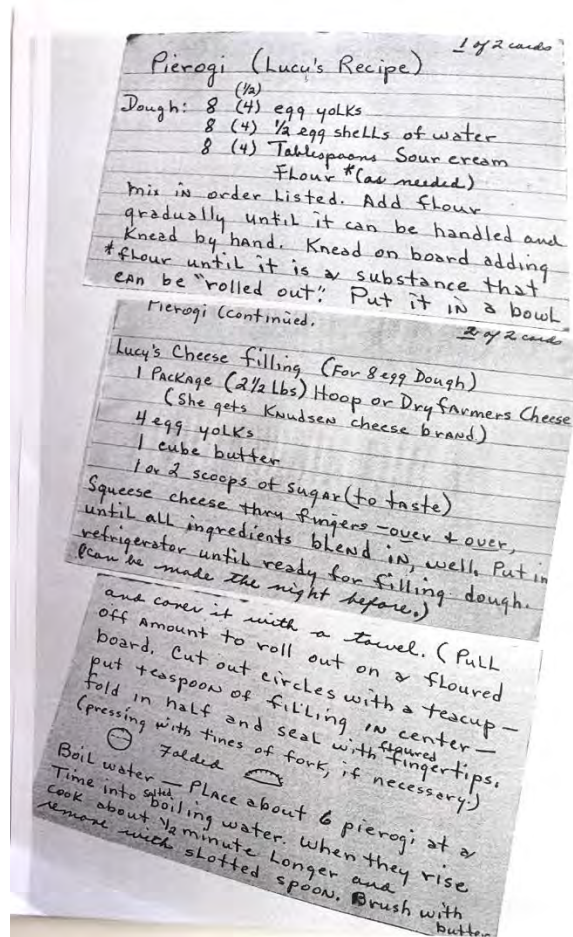 1 of 2 cards
Pierogi (Lucy's Recipe)
(1/2)
Dough: 8 (4) egg yolks
8 (4) 1/2 egg shells of water
8 (4) Tablespoons Sour cream
Flour *(as needed)
Mix in order Listed. Add flour
gradually until it can be handled and
Knead by hand. Knead on board adding
*flour until it is a substance that
can be "rolled out". Put it in a bowl
Pierogi (continued.
2 of 2 cards
Lucy's Cheese filling (For 8 egg Dough)
1 Package (2 1/2 Lbs) Hoop or Dry farmers Cheese
(She gets Knudsen cheese brand)
4 egg yolks
1 cube butter
1 or 2 scoops of sugar (to taste)
Squeese cheese thru fingers - over + over,
until all ingredients blend in, well. Put in
refrigerator until ready for filling dough.
(Can be made the night before.)
and cover it with a towel. (Pull
off amount to roll out on a floured
board. Cut out circles with a teacup -
put teaspoon of filling in center -
fold in half and seal with floured fingertips.
(pressing with tines of fork, if necessary.)
Folded
Boil water - Place about 6 pierogi at a
Time into salted boiling water. When they rise
cook about 1/2 minute Longer and
remove with slotted spoon. Brush with
butter